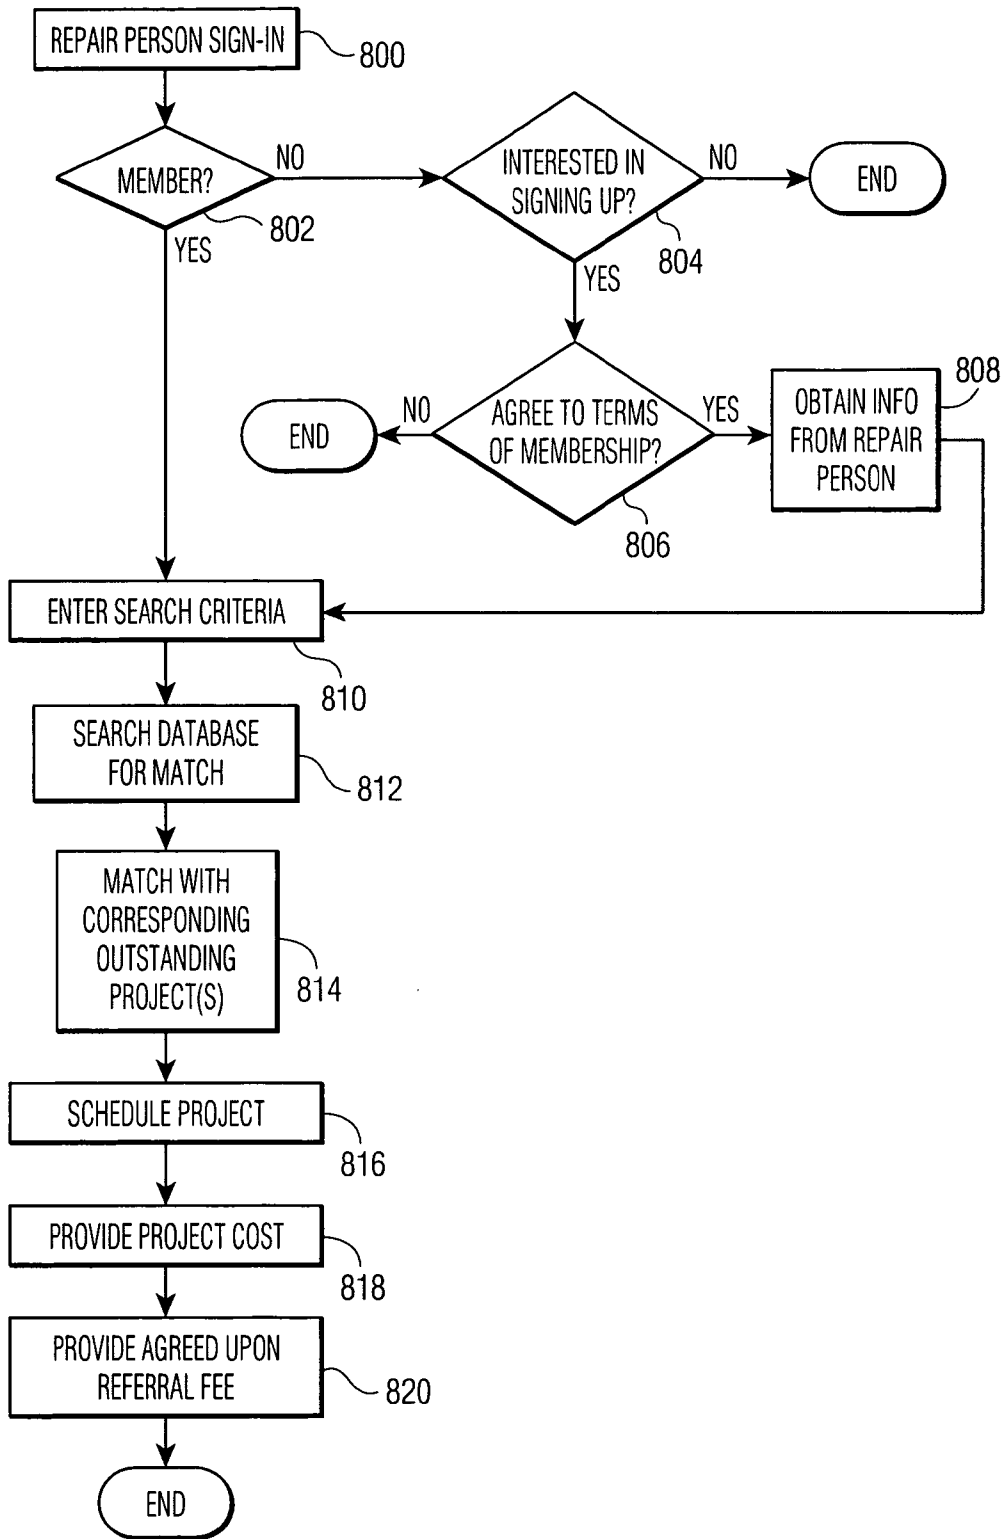 REPAIR PERSON SIGN-IN
800
MEMBER?
NO
802
YES
INTERESTED IN
SIGNING UP?
NO
END
804
YES
AGREE TO TERMS
OF MEMBERSHIP?
NO
END
YES
806
OBTAIN INFO
FROM REPAIR
PERSON
808
ENTER SEARCH CRITERIA
810
SEARCH DATABASE
FOR MATCH
812
MATCH WITH
CORRESPONDING
OUTSTANDING
PROJECT(S)
814
SCHEDULE PROJECT
816
PROVIDE PROJECT COST
818
PROVIDE AGREED UPON
REFERRAL FEE
820
END